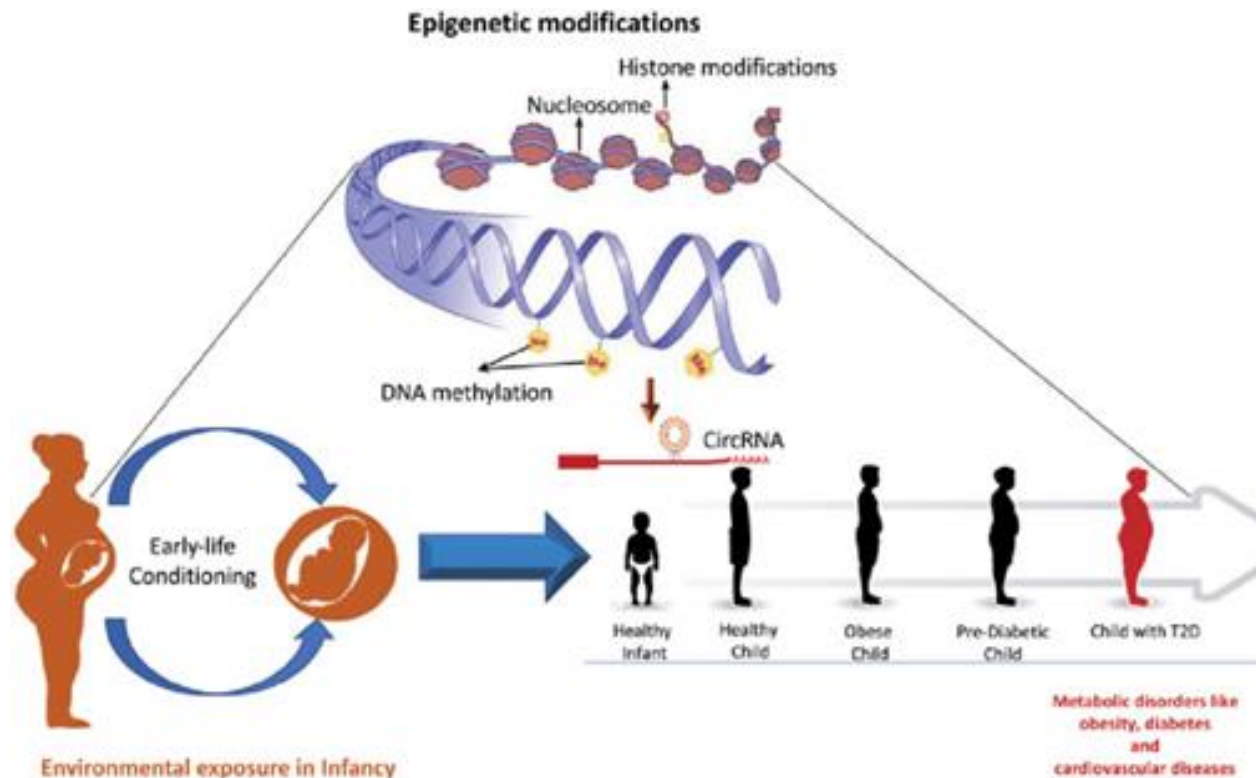 Epigenetic modifications
Histone modifications
Nucleosome
DNA methylation
CircRNA
Early-life
Conditioning
Healthy
Infant
Healthy
Child
Obese
Child
Pre-Diabetic
Child
Child with T2D
Metabolic disorders like
obesity, diabetes
and
cardiovascular diseases
Environmental exposure in Infancy